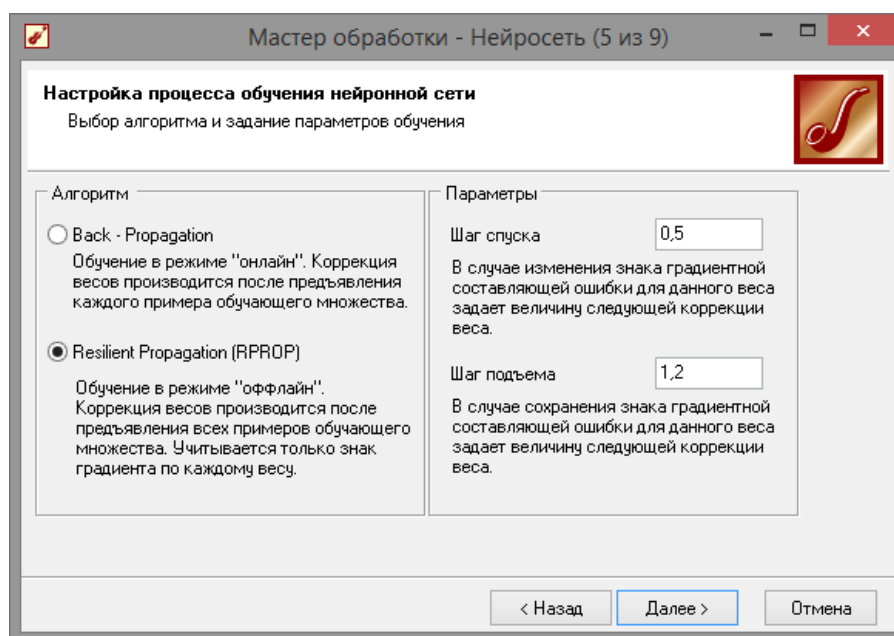 Мастер обработки - Нейросеть (5 из 9)
Настройка процесса обучения нейронной сети
Выбор алгоритма и задание параметров обучения
Алгоритм
Back - Propagation
Обучение в режиме "онлайн". Коррекция
весов производится после предъявления
каждого примера обучающего множества.
Resilient Propagation (RPROP)
Обучение в режиме "оффлайн".
Коррекция весов производится после
предъявления всех примеров обучающего
множества. Учитывается только знак
градиента по каждому весу.
Параметры
Шаг спуска 0,5
В случае изменения знака градиентной
составляющей ошибки для данного веса
задает величину следующей коррекции
веса.
Шаг подъема 1,2
В случае сохранения знака градиентной
составляющей ошибки для данного веса
задает величину следующей коррекции
веса.
< Назад Далее > Отмена